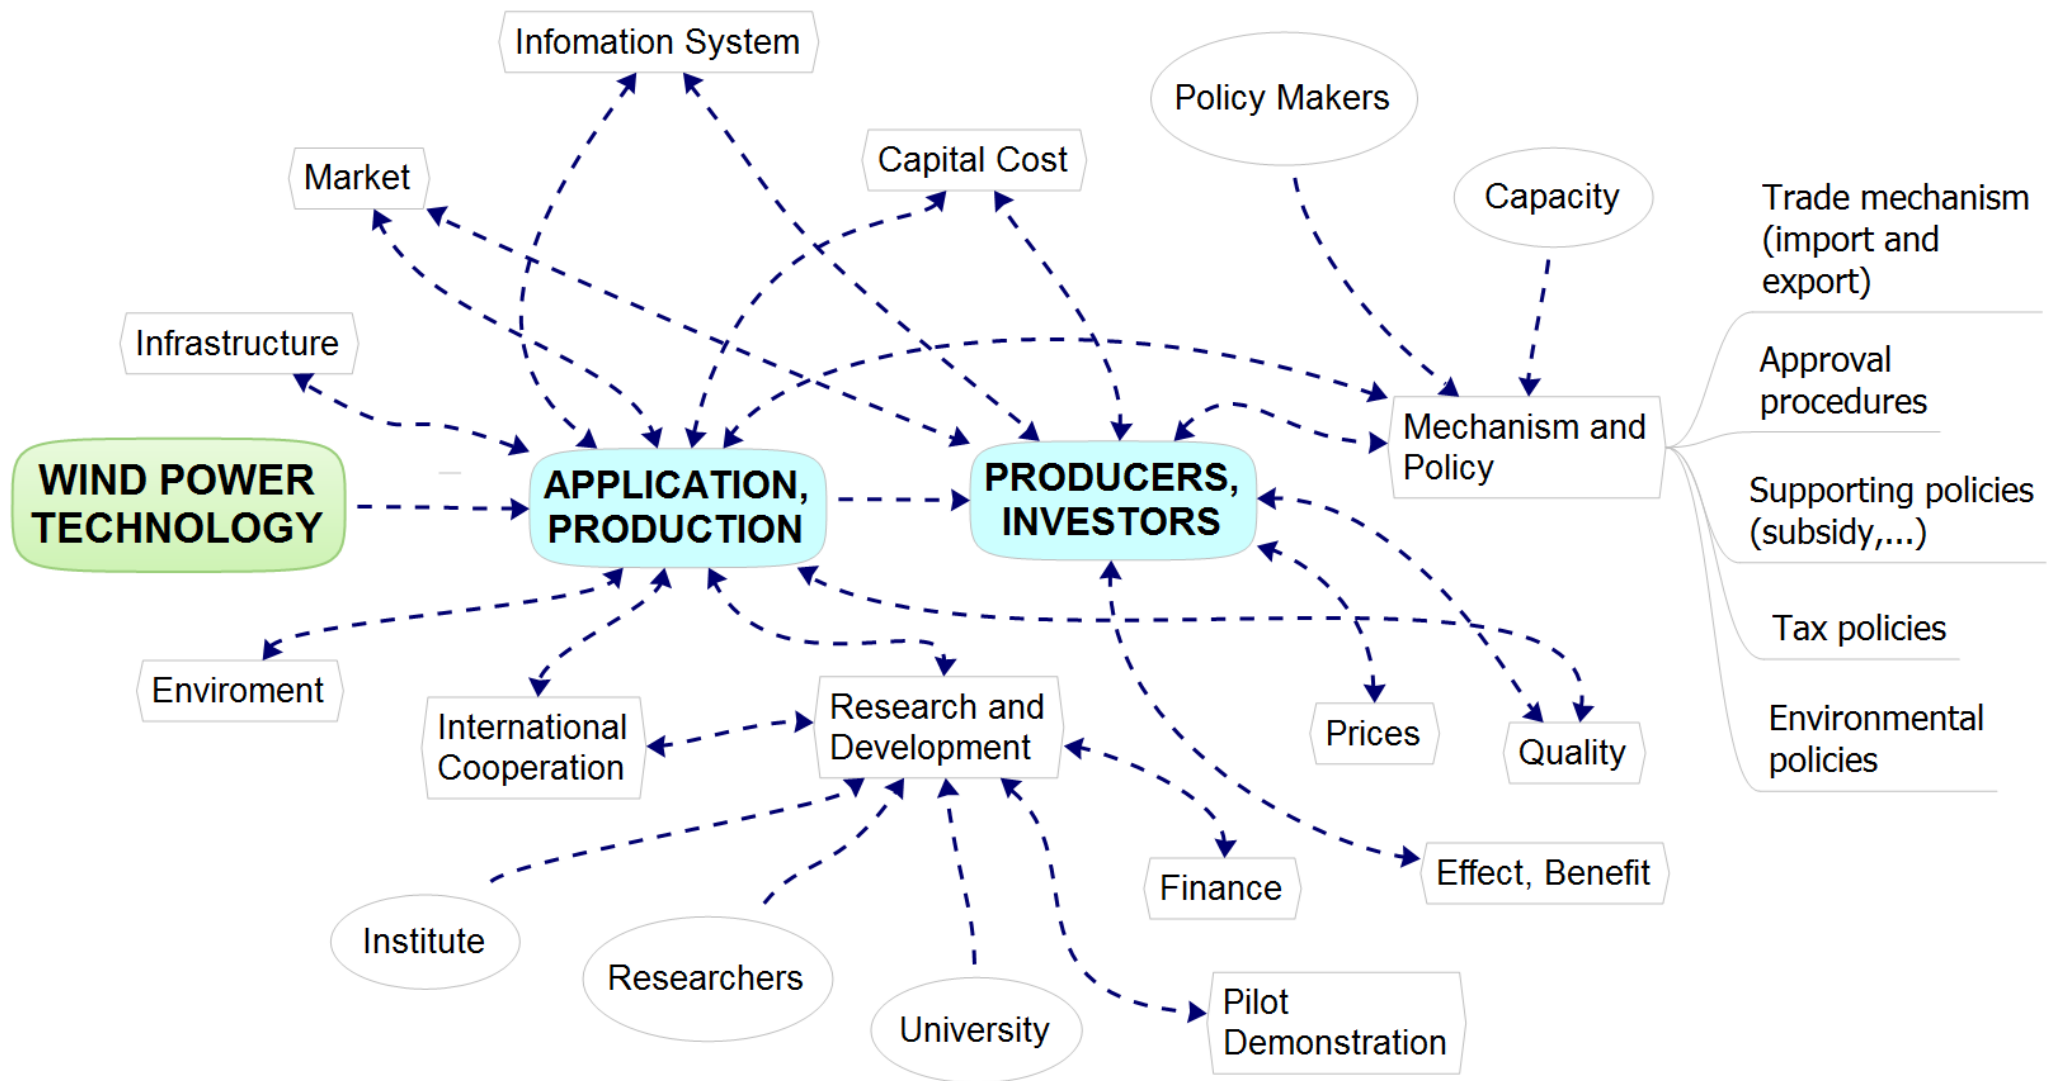 Infomation System
Policy Makers
Market
Capital Cost
Capacity
Trade mechanism
(import and
export)
Infrastructure
Approval
procedures
Mechanism and
Policy
WIND POWER
TECHNOLOGY
APPLICATION,
PRODUCTION
PRODUCERS,
INVESTORS
Supporting policies
(subsidy,...)
Tax policies
Enviroment
International
Cooperation
Research and
Development
Prices
Quality
Environmental
policies
Finance
Effect, Benefit
Institute
Researchers
University
Pilot
Demonstration